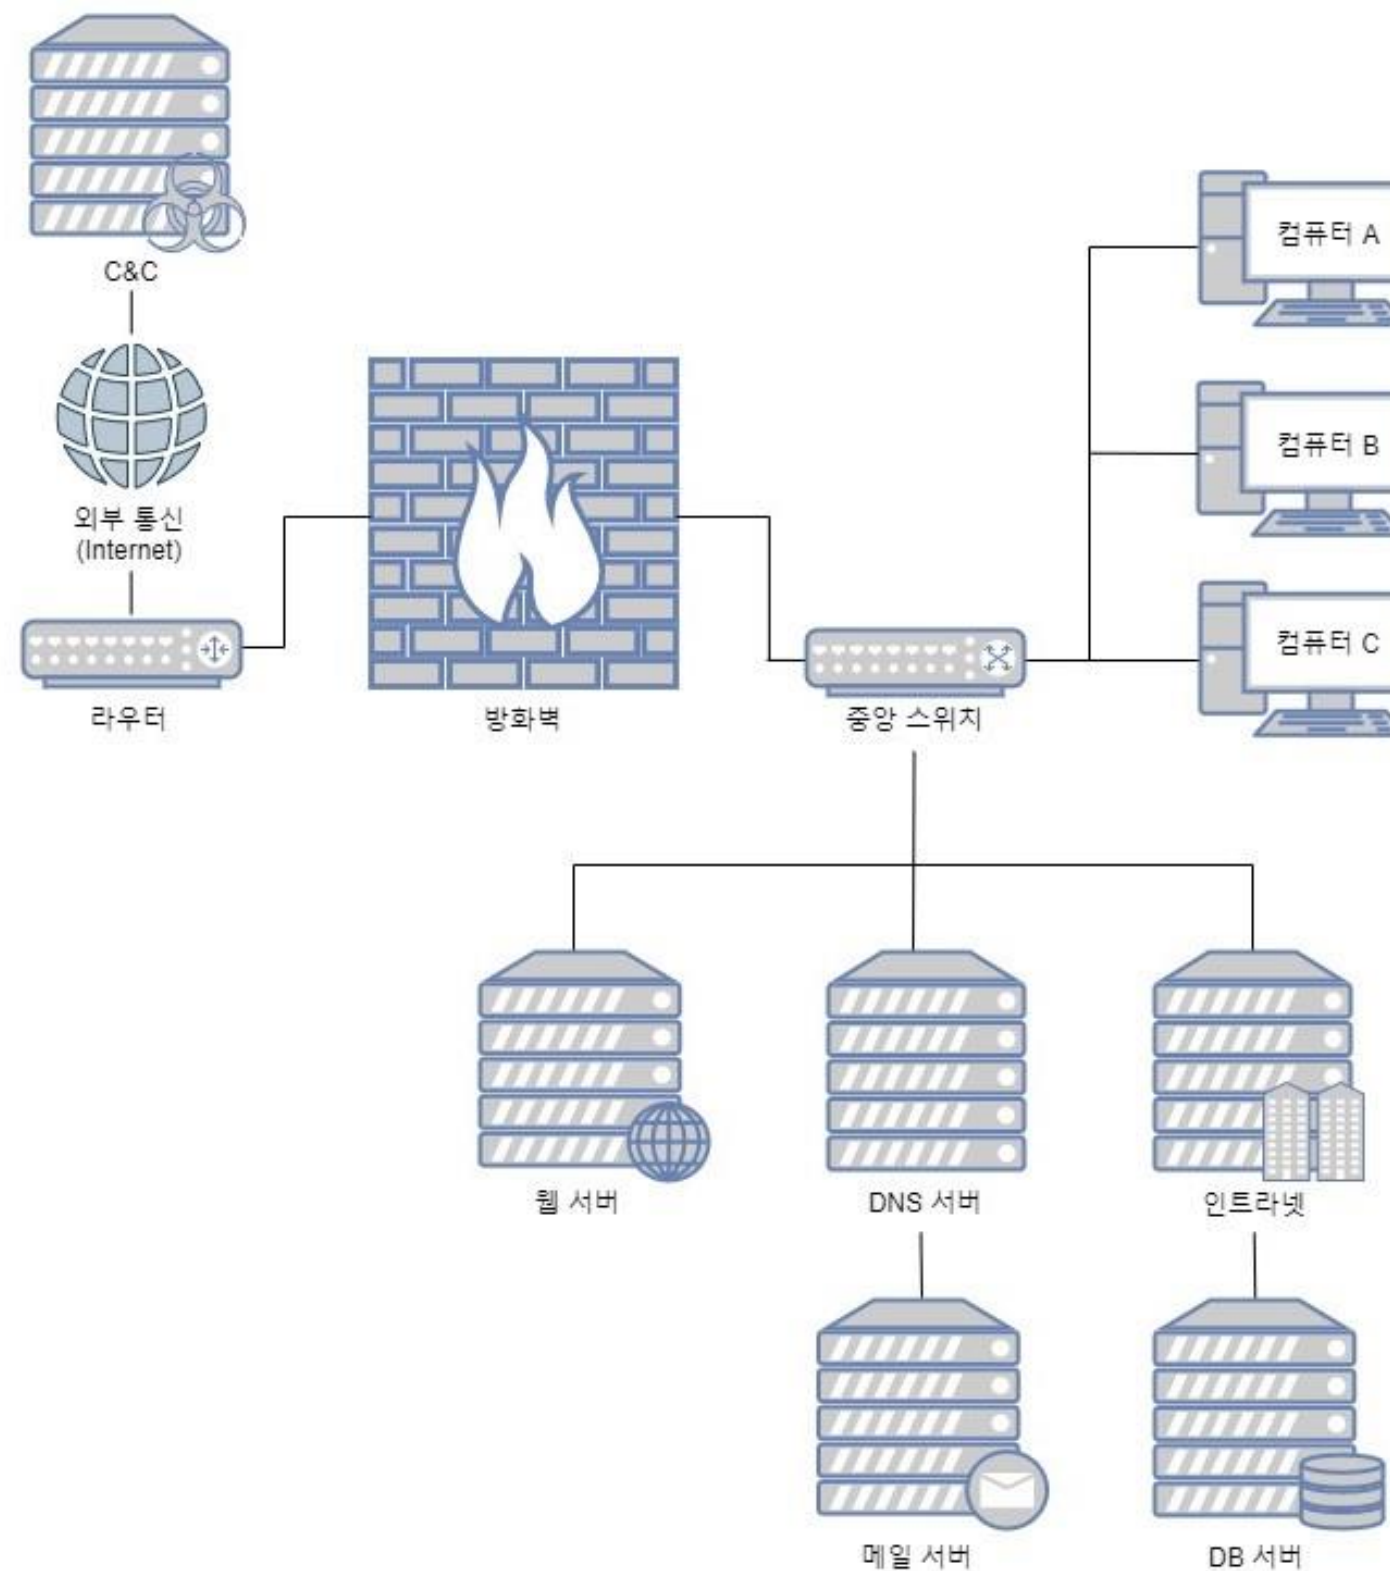 C&C
외부 통신
(Internet)
라우터
방화벽
중앙 스위치
컴퓨터 A
컴퓨터 B
컴퓨터 C
웹 서버
DNS 서버
인트라넷
메일 서버
DB 서버